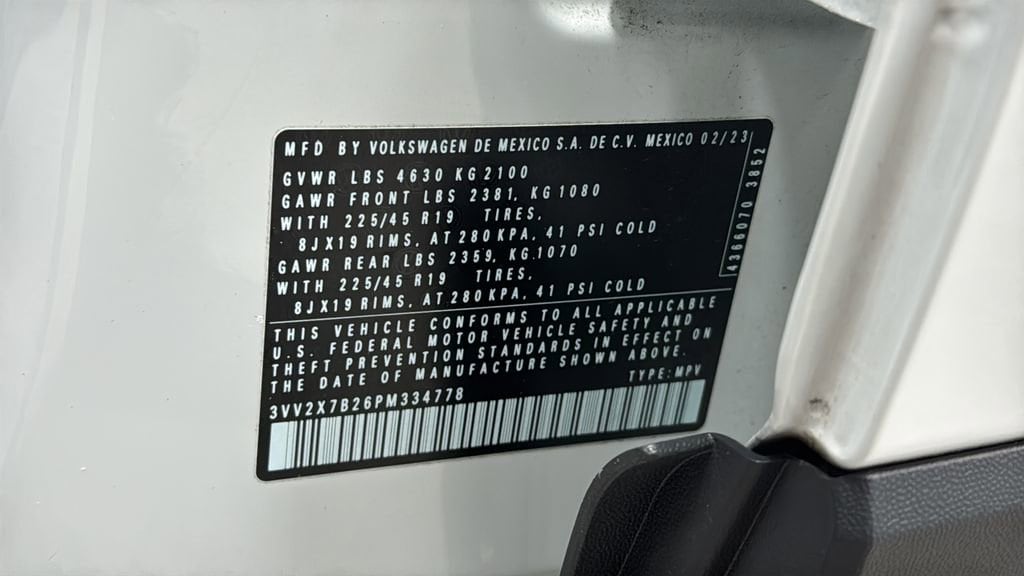 MFD BY VOLKSWAGEN DE MEXICO S.A. DE C.V. MEXICO 02/23
GVWR LBS 4630 KG 2100
GAWR FRONT LBS 2381, KG 1080
WITH 225/45 R19 TIRES,
8JX19 RIMS, AT 280 KPA, 41 PSI COLD
GAWR REAR LBS 2359, KG.1070
WITH 225/45 R19 TIRES,
8JX19 RIMS, AT 280 KPA, 41 PSI COLD
4366070 3852
THIS VEHICLE CONFORMS TO ALL APPLICABLE
U.S. FEDERAL MOTOR VEHICLE SAFETY AND
THEFT PREVENTION STANDARDS IN EFFECT ON
THE DATE OF MANUFACTURE SHOWN ABOVE.
TYPE: MPV
3VV2X7B26PM334778